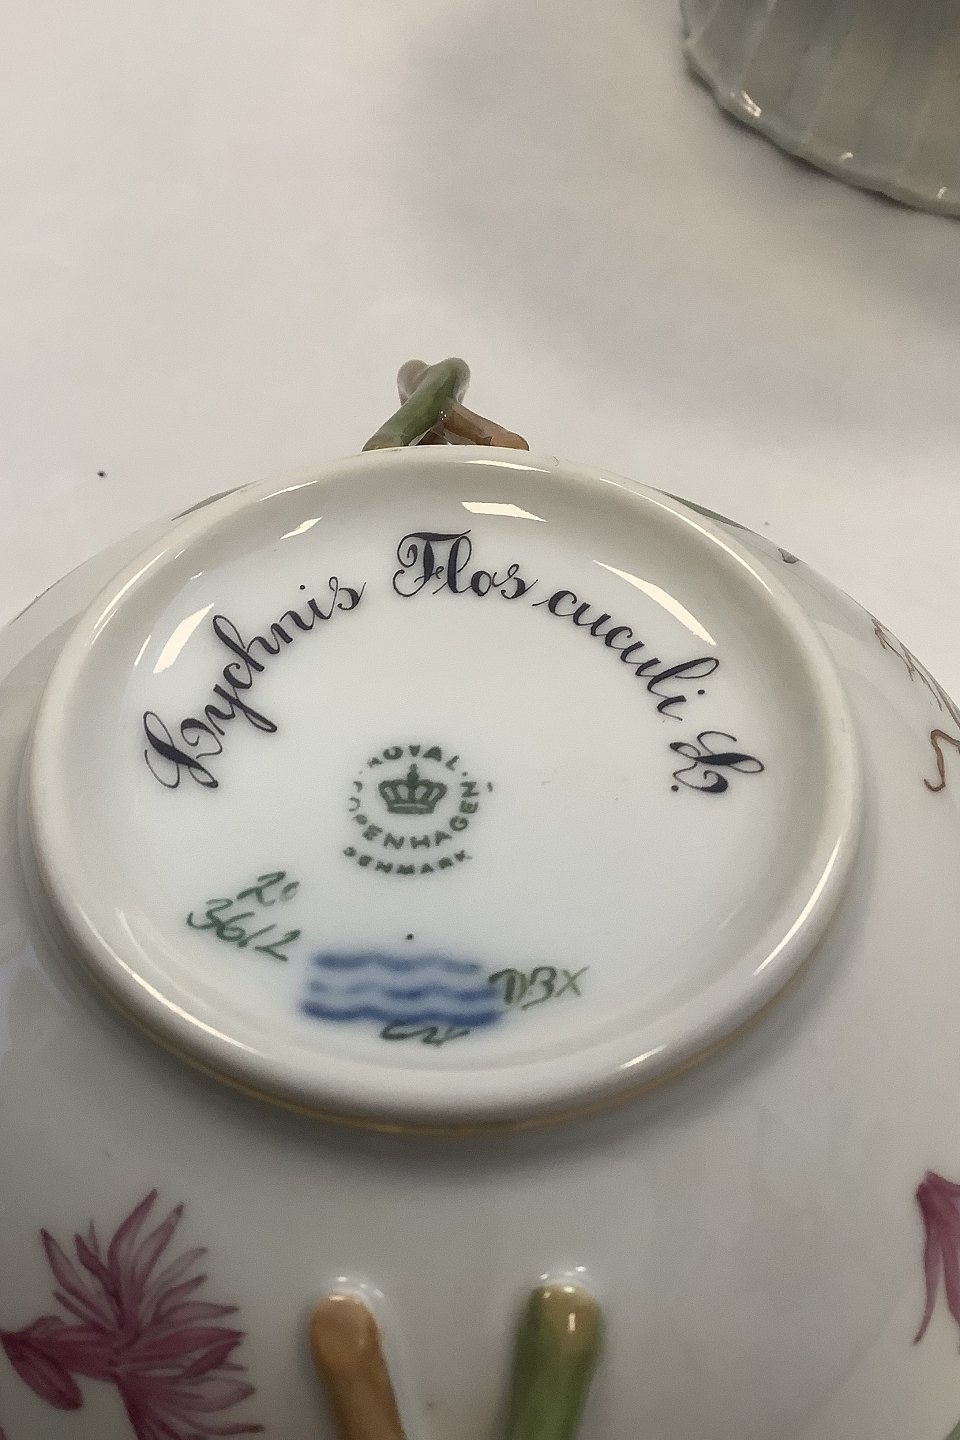 Lychnis Flos cuculi. L.
ROYAL
COPENHAGEN
DENMARK
20
3612
DBX